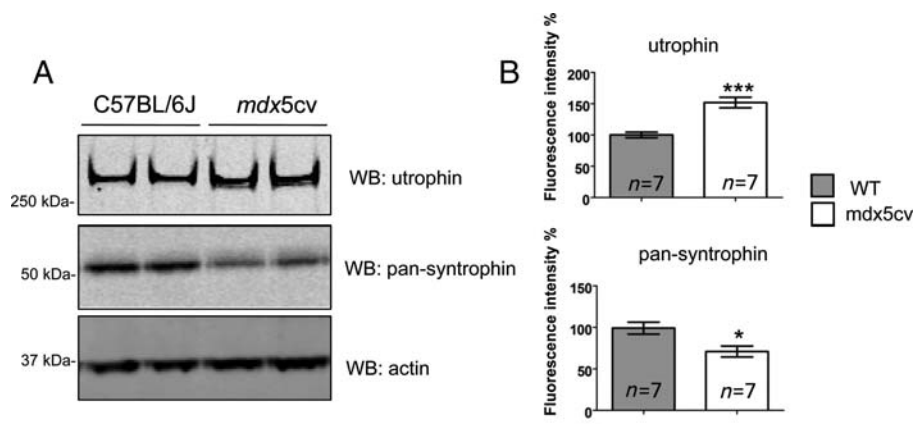 A
C57BL/6J mdx5cv
250 kDa-
WB: utrophin
50 kDa-
WB: pan-syntrophin
37 kDa-
WB: actin
B
utrophin
Fluorescence intensity %
200
150
100
50
0
***
n=7 n=7
WT
mdx5cv
pan-syntrophin
Fluorescence intensity %
150
100
50
0
*
n=7 n=7